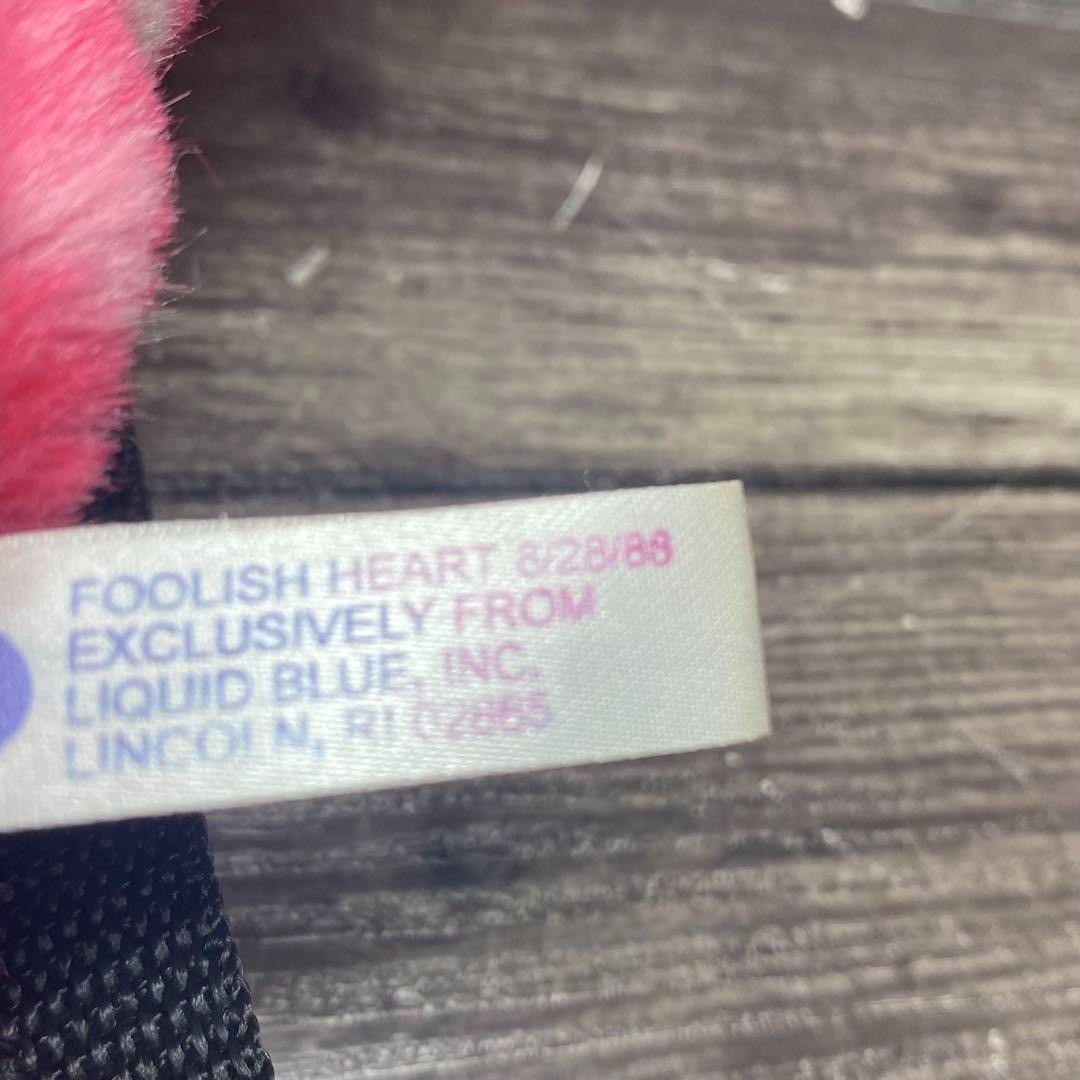 FOOLISH HEART 8/28/88
EXCLUSIVELY FROM
LIQUID BLUE, INC.
LINCOLN, RI 02865